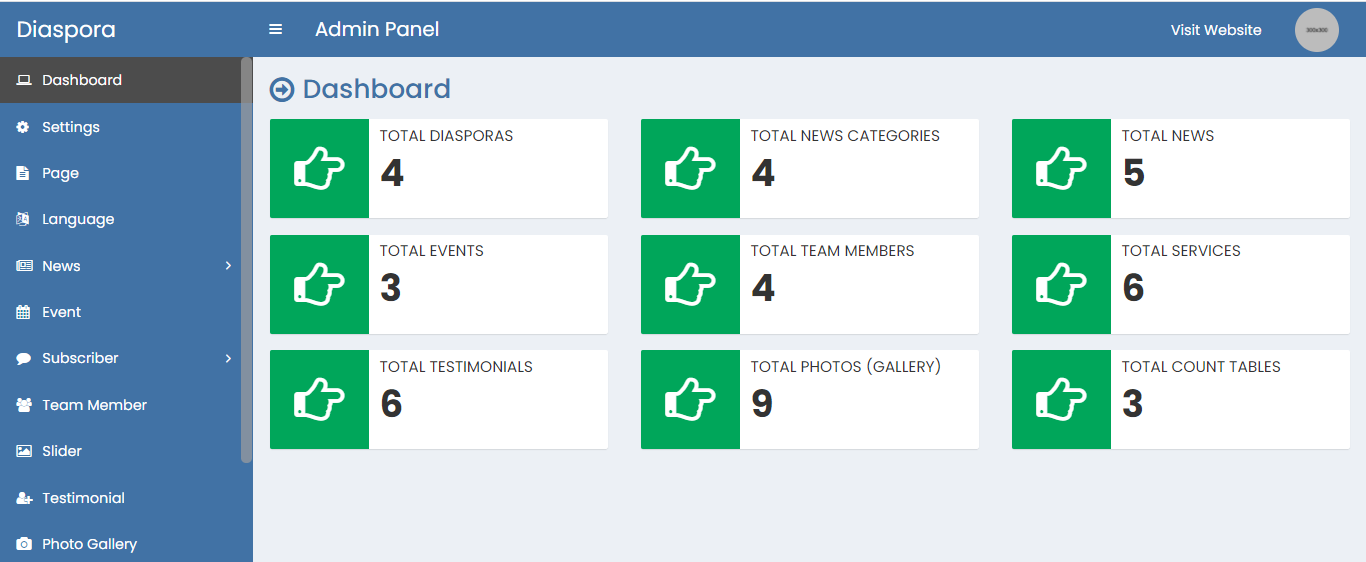 Diaspora
Admin Panel
Visit Website
Dashboard
Settings
Page
Language
News
Event
Subscriber
Team Member
Slider
Testimonial
Photo Gallery
Dashboard
TOTAL DIASPORAS
4
TOTAL NEWS CATEGORIES
4
TOTAL NEWS
5
TOTAL EVENTS
3
TOTAL TEAM MEMBERS
4
TOTAL SERVICES
6
TOTAL TESTIMONIALS
6
TOTAL PHOTOS (GALLERY)
9
TOTAL COUNT TABLES
3